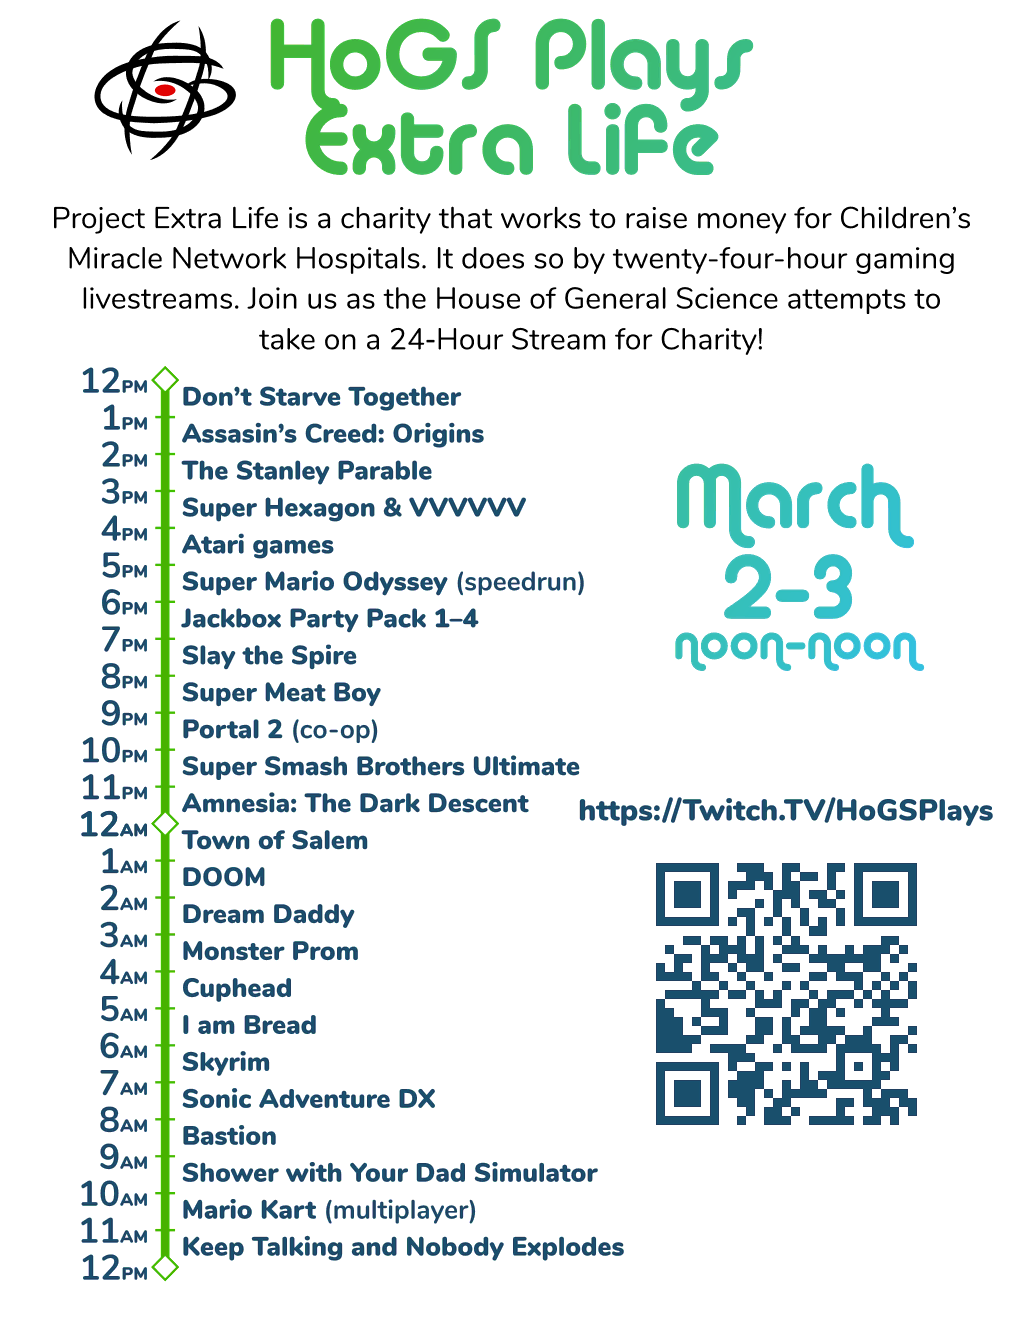 HoGS Plays
Extra Life
Project Extra Life is a charity that works to raise money for Children’s
Miracle Network Hospitals. It does so by twenty-four-hour gaming
livestreams. Join us as the House of General Science attempts to
take on a 24-Hour Stream for Charity!
12PM
Don’t Starve Together
1PM
Assasin’s Creed: Origins
2PM
The Stanley Parable
3PM
Super Hexagon & VVVVVV
4PM
Atari games
5PM
Super Mario Odyssey (speedrun)
6PM
Jackbox Party Pack 1–4
7PM
Slay the Spire
8PM
Super Meat Boy
9PM
Portal 2 (co-op)
10PM
Super Smash Brothers Ultimate
11PM
Amnesia: The Dark Descent
12AM
Town of Salem
1AM
DOOM
2AM
Dream Daddy
3AM
Monster Prom
4AM
Cuphead
5AM
I am Bread
6AM
Skyrim
7AM
Sonic Adventure DX
8AM
Bastion
9AM
Shower with Your Dad Simulator
10AM
Mario Kart (multiplayer)
11AM
Keep Talking and Nobody Explodes
12PM
March
2-3
noon-noon
https://Twitch.TV/HoGSPlays